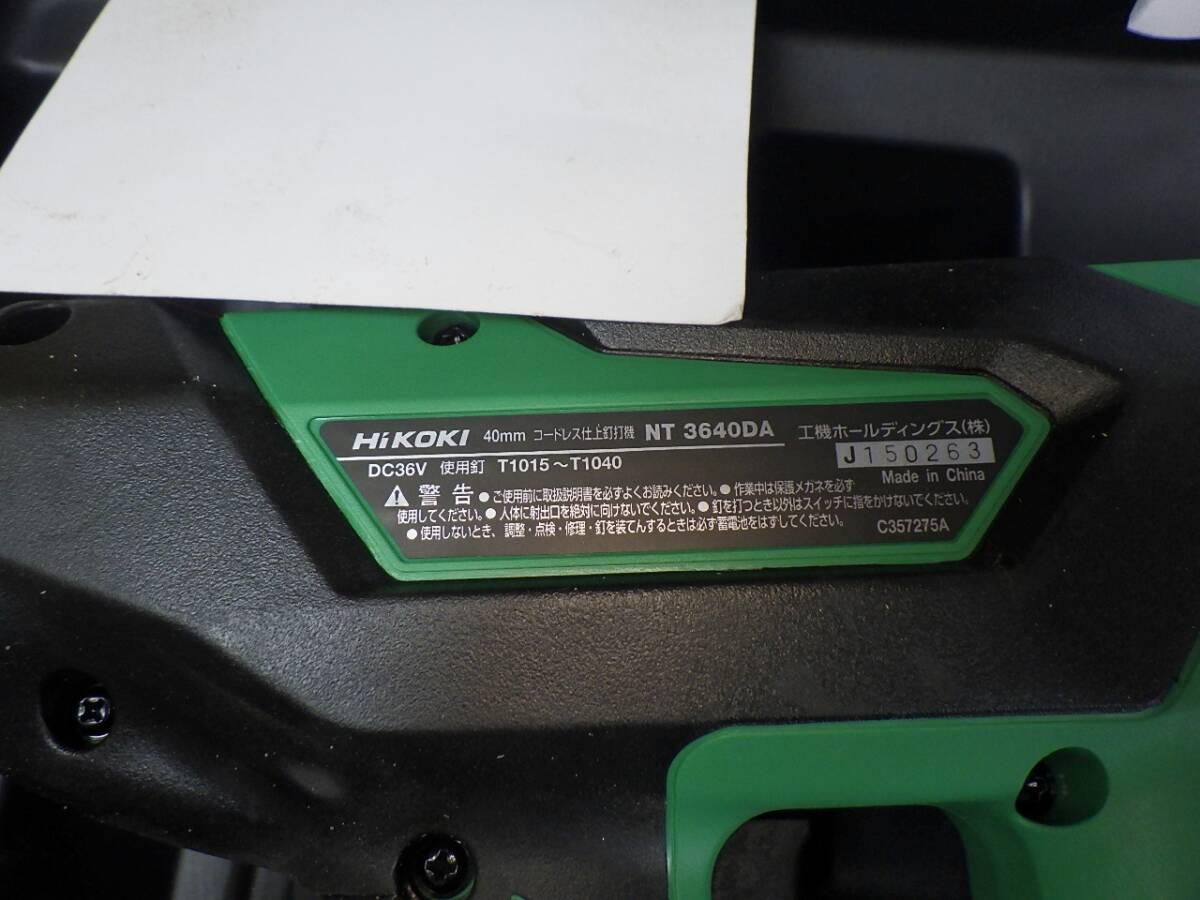 HiKOKI 40mm コードレス仕上釘打機 NT 3640DA 工機ホールディングス(株)
DC36V 使用釘 T1015～T1040 J150263
Made in China
警告 ●ご使用前に取扱説明書を必ずよくお読みください。●作業中は保護メガネを必ず
使用してください。●人体に射出口を絶対に向けないでください。●釘を打つとき以外はスイッチに指をかけないでください。
●使用しないとき、調整・点検・修理・釘を装てんするときは必ず蓄電池をはずしてください。 C357275A